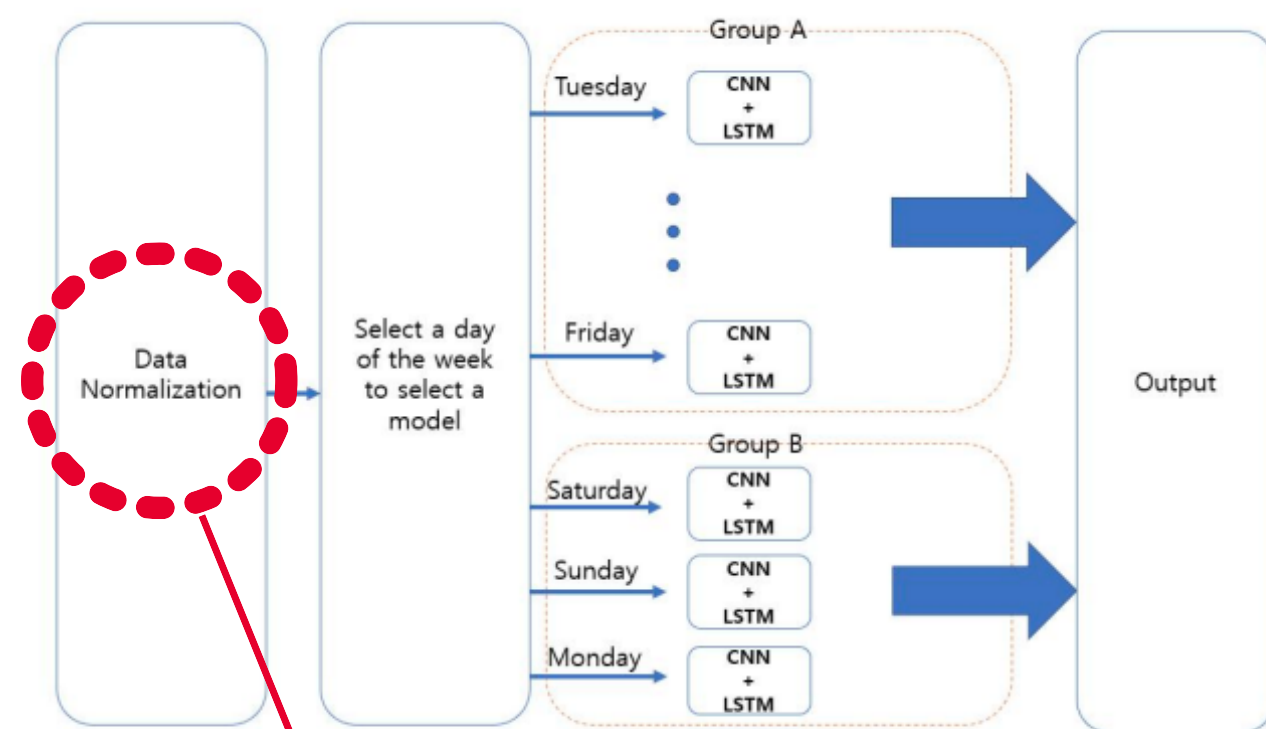 Data
Normalization
Select a day
of the week
to select a
model
Group A
Tuesday
CNN
+
LSTM
Friday
CNN
+
LSTM
Group B
Saturday
CNN
+
LSTM
Sunday
CNN
+
LSTM
Monday
CNN
+
LSTM
Output